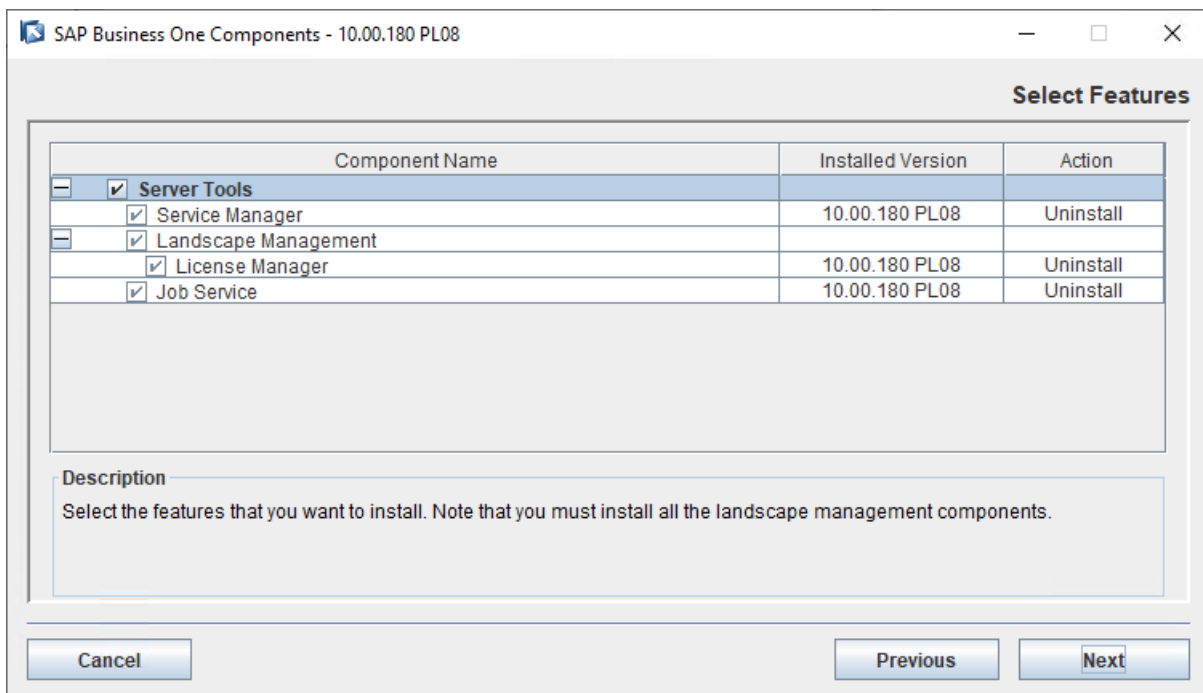 SAP Business One Components - 10.00.180 PL08
Select Features
Component Name Installed Version Action
Server Tools
Service Manager 10.00.180 PL08 Uninstall
Landscape Management
License Manager 10.00.180 PL08 Uninstall
Job Service 10.00.180 PL08 Uninstall
Description
Select the features that you want to install. Note that you must install all the landscape management components.
Cancel Previous Next